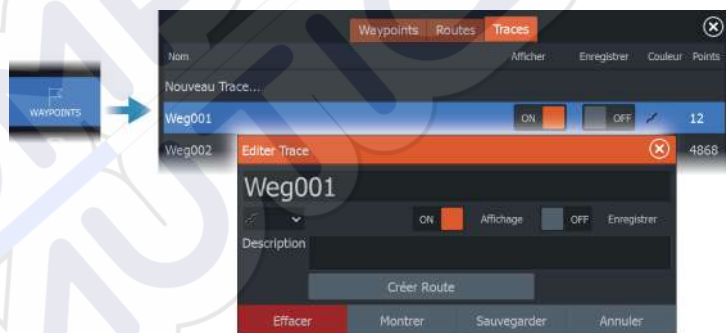 Waypoints Routes Traces
Nom Afficher Enregistrer Couleur Points
Nouveau Trace...
WAYPOINTS
Weg001 ON OFF 12
Weg002 4868
Editer Trace
Weg001
ON Affichage OFF Enregistrer
Description
Créer Route
Effacer Montrer Sauvegarder Annuler